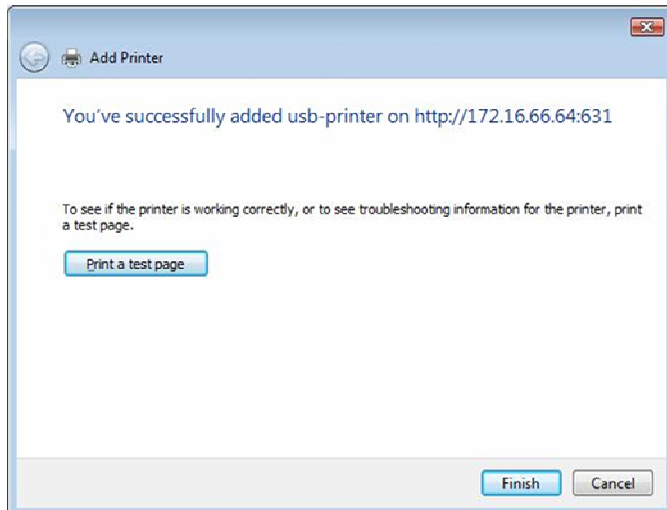 Add Printer
You've successfully added usb-printer on http://172.16.66.64:631
To see if the printer is working correctly, or to see troubleshooting information for the printer, print
a test page.
Print a test page
Finish Cancel